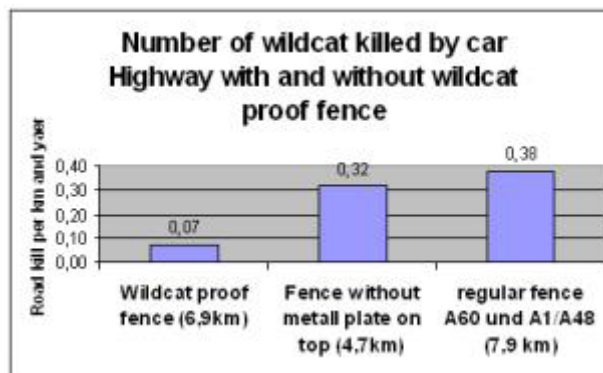 Number of wildcat killed by car
Highway with and without wildcat
proof fence
Road kill per km and yaer
0,40
0,30
0,20
0,10
0,00
0,07
0,32
0,38
Wildcat proof
fence (6,9km)
Fence without
metall plate on
top (4,7km)
regular fence
A60 und A1/A48
(7,9 km)